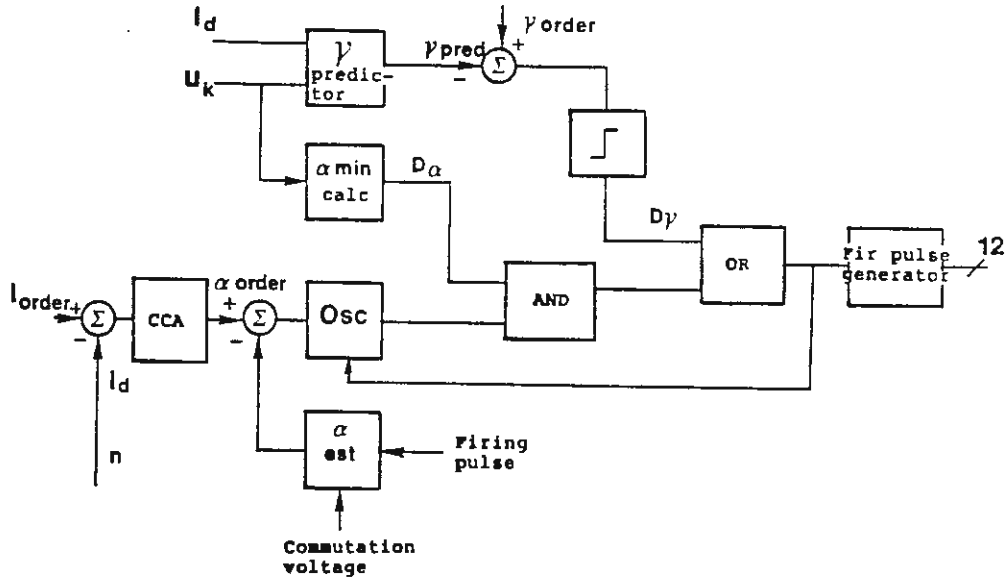 I_d
γ order
γ
predic-
tor
γ pred
+
−
Σ
U_k
α min
calc
D_α
D_γ
OR
Fir pulse
generator
12
AND
I_order
+
−
Σ
CCA
α order
+
−
Σ
Osc
I_d
n
α
est
Firing
pulse
Commutation
voltage